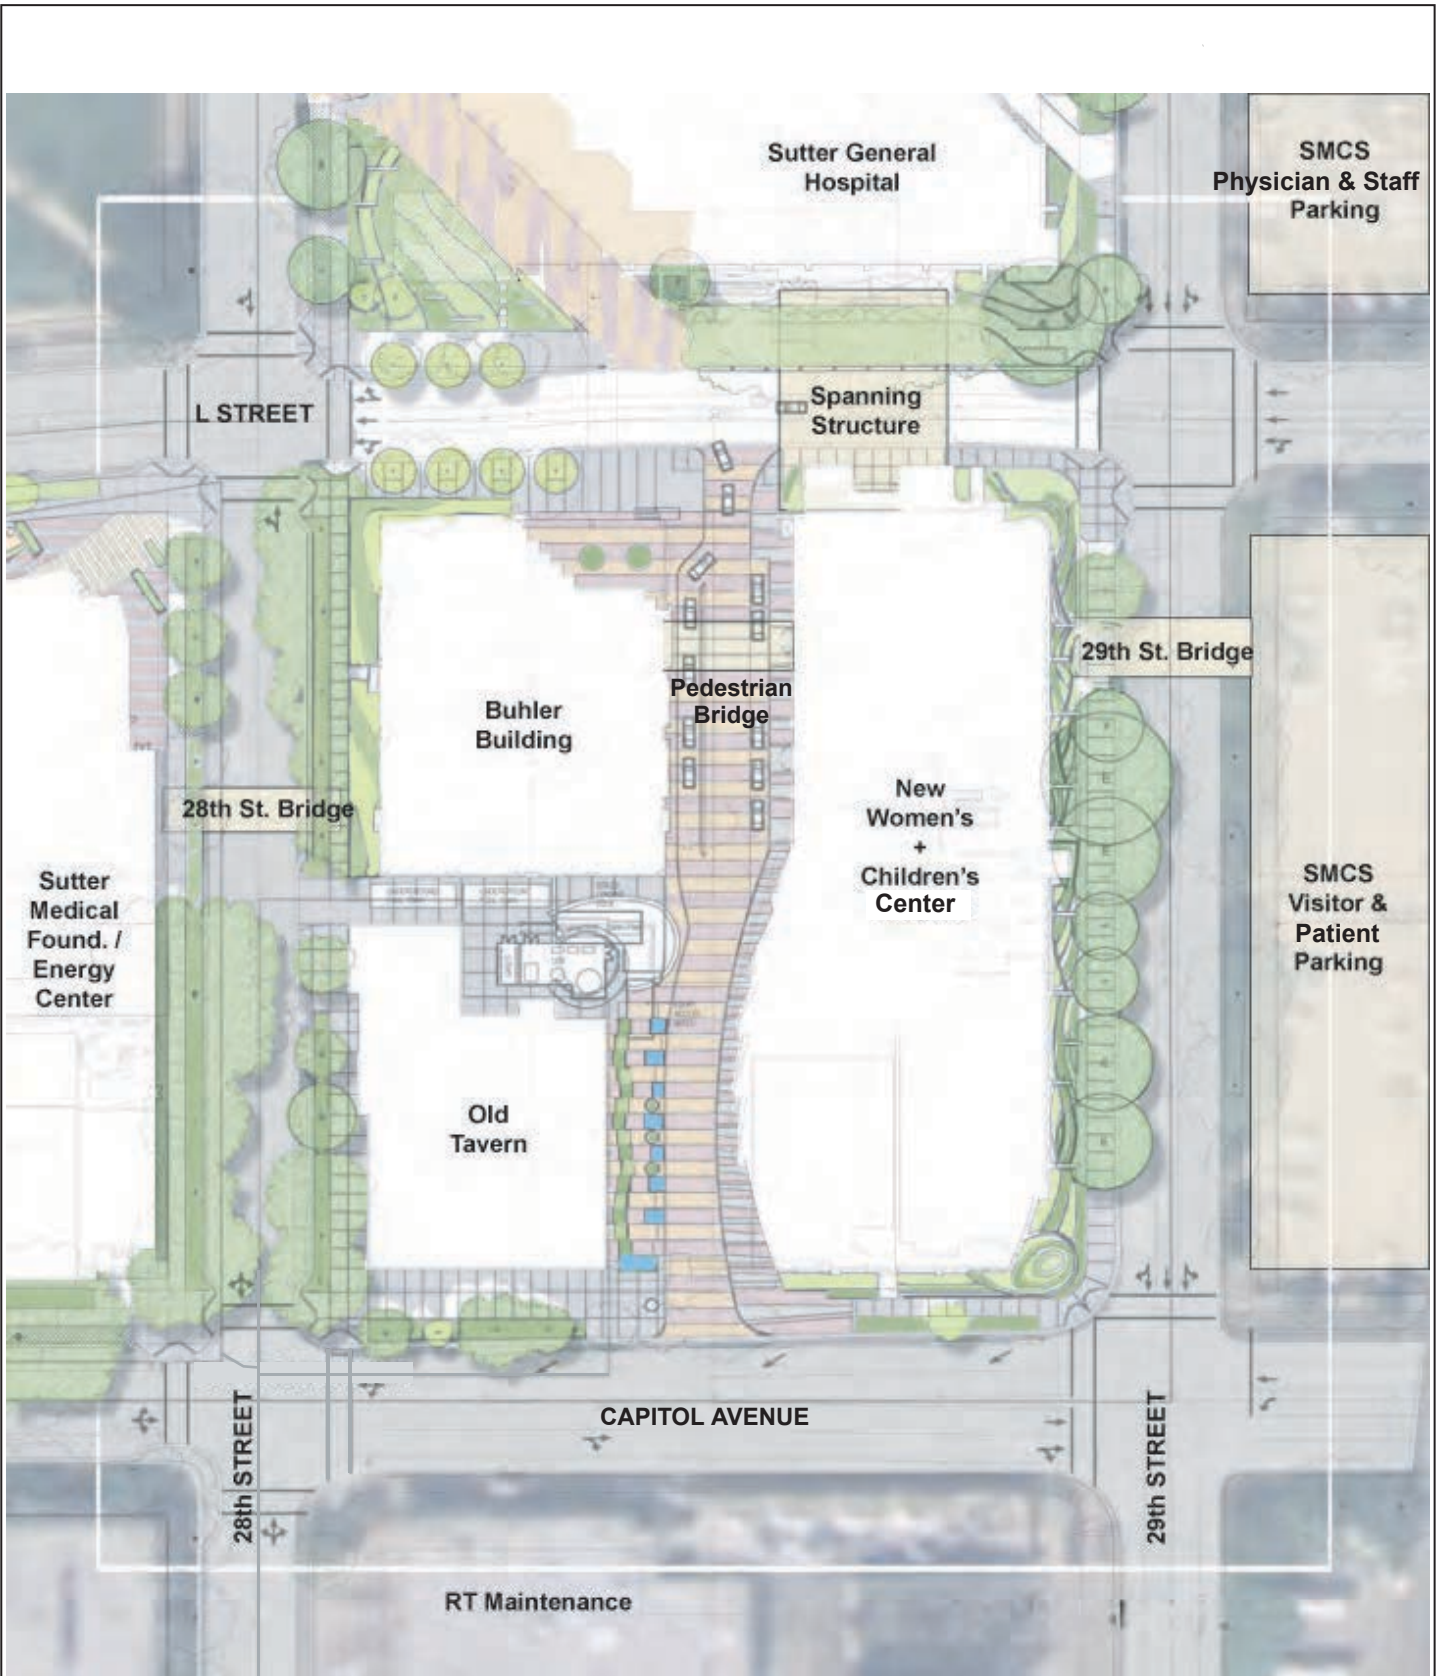 Sutter General
Hospital
SMCS
Physician & Staff
Parking
L STREET
Spanning
Structure
29th St. Bridge
Pedestrian
Bridge
Buhler
Building
28th St. Bridge
New
Women's
+
Children's
Center
Sutter
Medical
Found. /
Energy
Center
SMCS
Visitor &
Patient
Parking
Old
Tavern
CAPITOL AVENUE
28th STREET
29th STREET
RT Maintenance